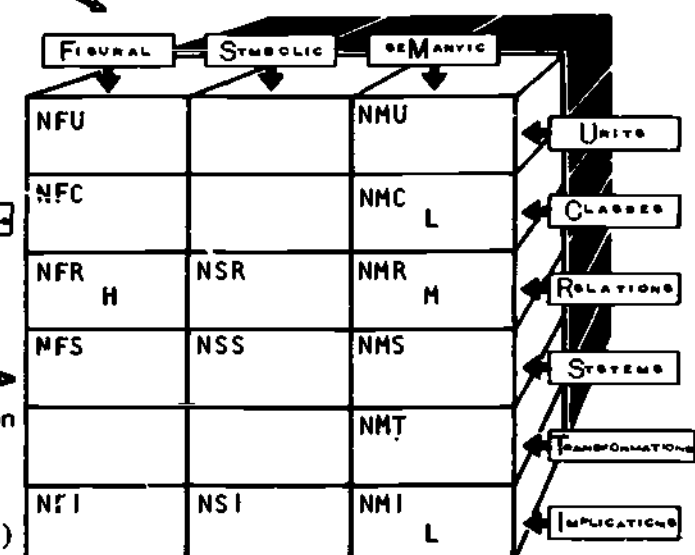 FIGURAL SYMBOLIC SEMANTIC
NFU NMU UNITS
NFC NMC CLASSES
L
NFR NSR NMR RELATIONS
H M
NFS NSS NMS SYSTEMS
NMT TRANSFORMATIONS
NFI NSI NMI IMPLICATIONS
L
)